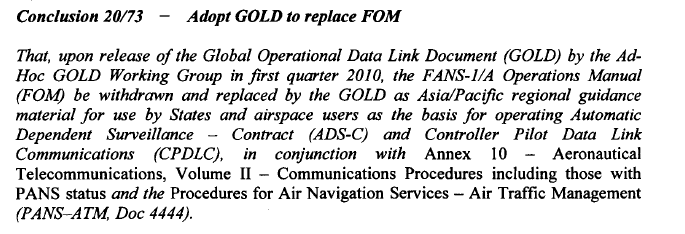 Conclusion 20/73 – Adopt GOLD to replace FOM
That, upon release of the Global Operational Data Link Document (GOLD) by the Ad-
Hoc GOLD Working Group in first quarter 2010, the FANS-1/A Operations Manual
(FOM) be withdrawn and replaced by the GOLD as Asia/Pacific regional guidance
material for use by States and airspace users as the basis for operating Automatic
Dependent Surveillance – Contract (ADS-C) and Controller Pilot Data Link
Communications (CPDLC), in conjunction with Annex 10 – Aeronautical
Telecommunications, Volume II – Communications Procedures including those with
PANS status and the Procedures for Air Navigation Services – Air Traffic Management
(PANS–ATM, Doc 4444).